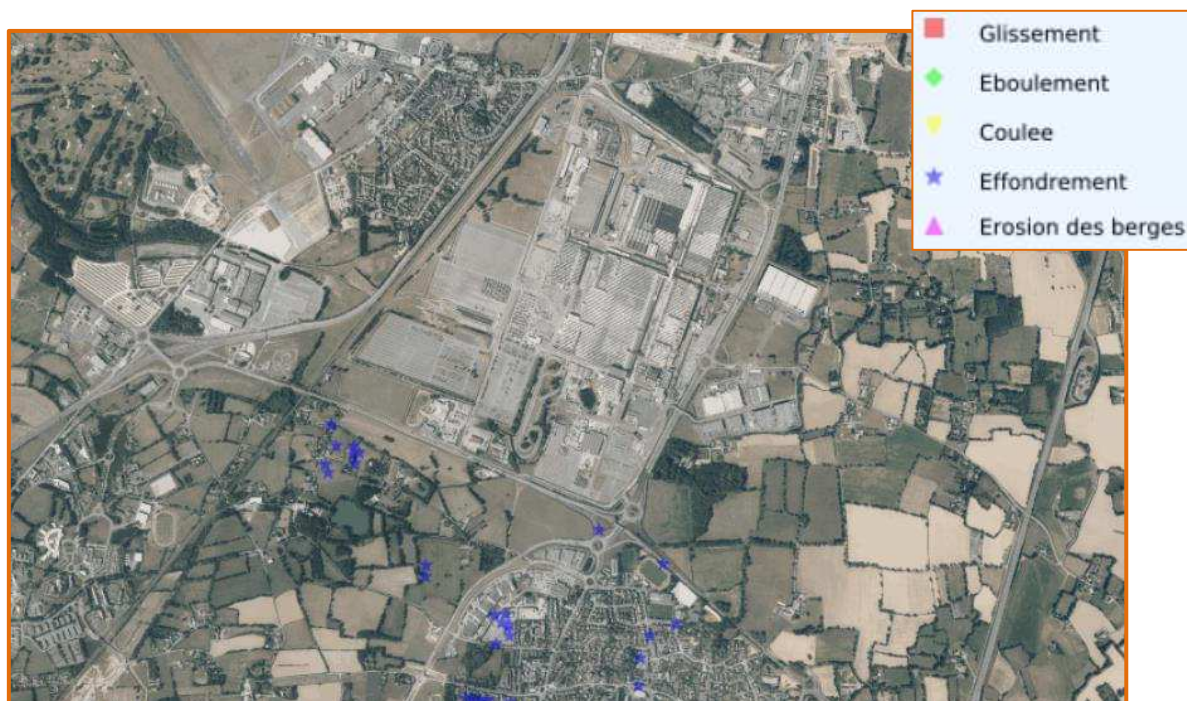 Glissement
Eboulement
Coulee
Effondrement
Erosion des berges